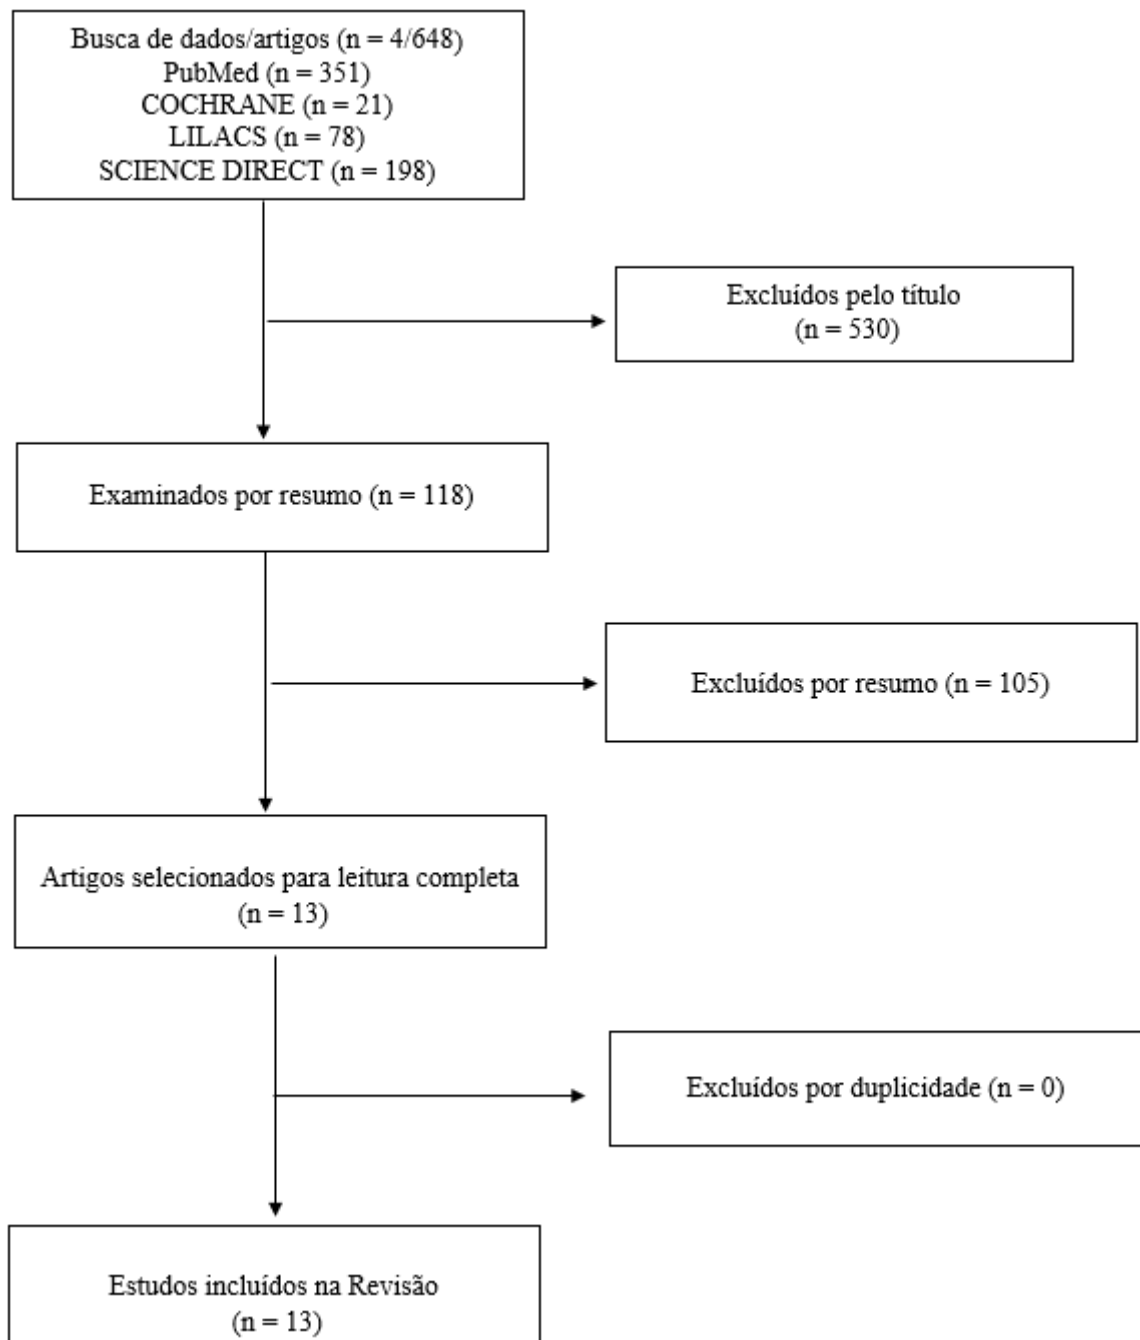 Busca de dados/artigos (n = 4/648)
PubMed (n = 351)
COCHRANE (n = 21)
LILACS (n = 78)
SCIENCE DIRECT (n = 198)
Excluídos pelo título
(n = 530)
Examinados por resumo (n = 118)
Excluídos por resumo (n = 105)
Artigos selecionados para leitura completa
(n = 13)
Excluídos por duplicidade (n = 0)
Estudos incluídos na Revisão
(n = 13)